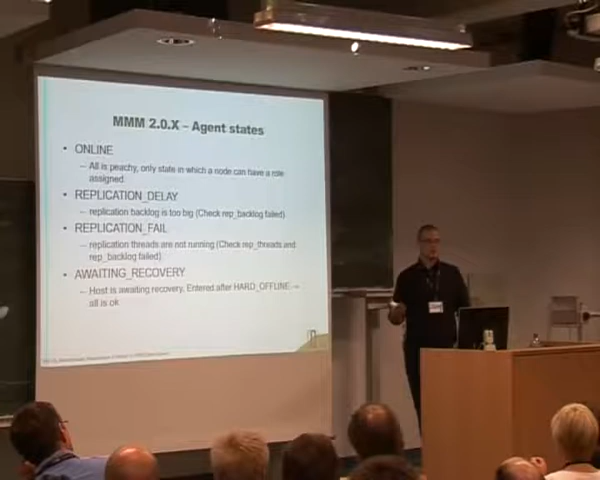 MMM 2.0.X – Agent states
• ONLINE
– All is peachy, only state in which a node can have a role
assigned.
• REPLICATION_DELAY
– replication backlog is too big (Check rep_backlog failed).
• REPLICATION_FAIL
– replication threads are not running (Check rep_threads and
rep_backlog failed).
• AWAITING_RECOVERY
– Host is awaiting recovery. Entered after HARD_OFFLINE →
all is ok